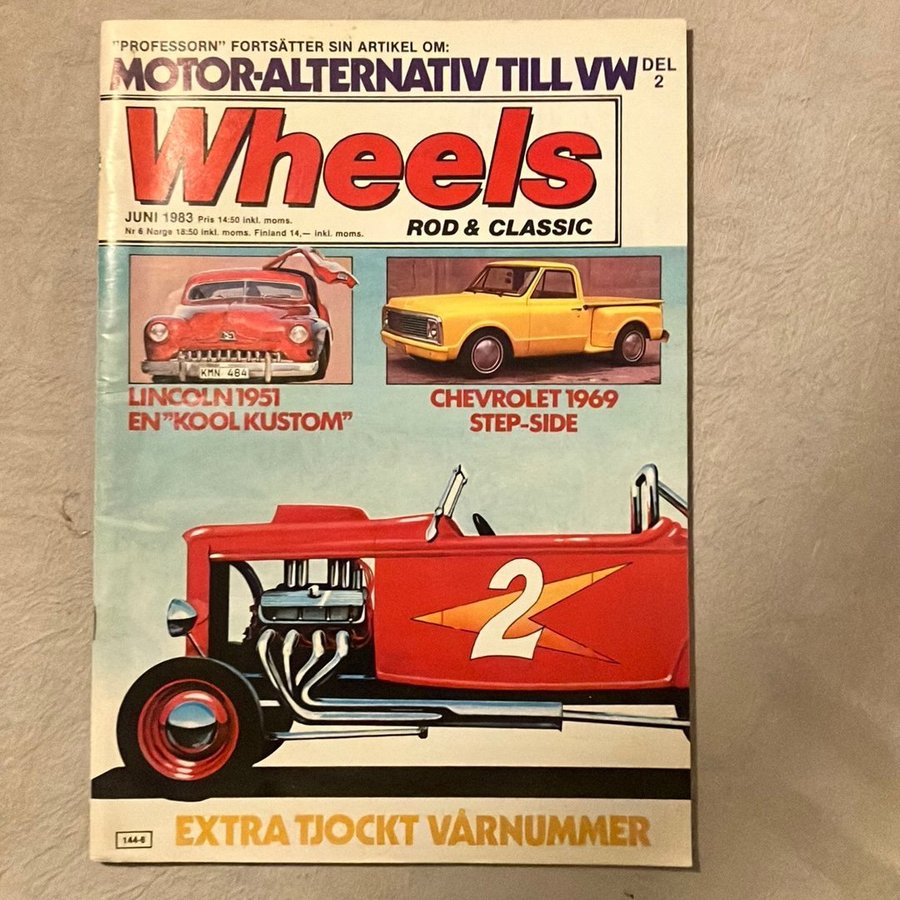 "PROFESSORN" FORTSÄTTER SIN ARTIKEL OM:
MOTOR-ALTERNATIV TILL VW DEL 2
Wheels
JUNI 1983 Pris 14:50 inkl. moms.
Nr 6 Norge 18:50 inkl. moms. Finland 14,— inkl. moms.
ROD & CLASSIC
KMN 484
LINCOLN 1951
EN "KOOL KUSTOM"
CHEVROLET 1969
STEP-SIDE
2
144-6
EXTRA TJOCKT VÅRNUMMER